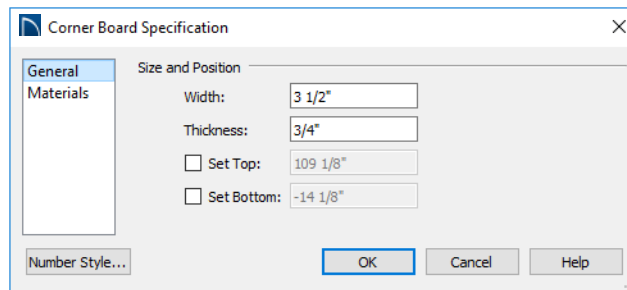 Corner Board Specification
General
Materials
Size and Position
Width: 3 1/2"
Thickness: 3/4"
Set Top: 109 1/8"
Set Bottom: -14 1/8"
Number Style... OK Cancel Help